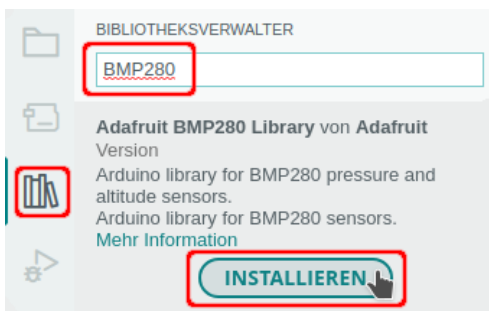 BIBLIOTHEKSVERWALTER
BMP280
Adafruit BMP280 Library von Adafruit
Version
Arduino library for BMP280 pressure and
altitude sensors.
Arduino library for BMP280 sensors.
Mehr Information
INSTALLIEREN